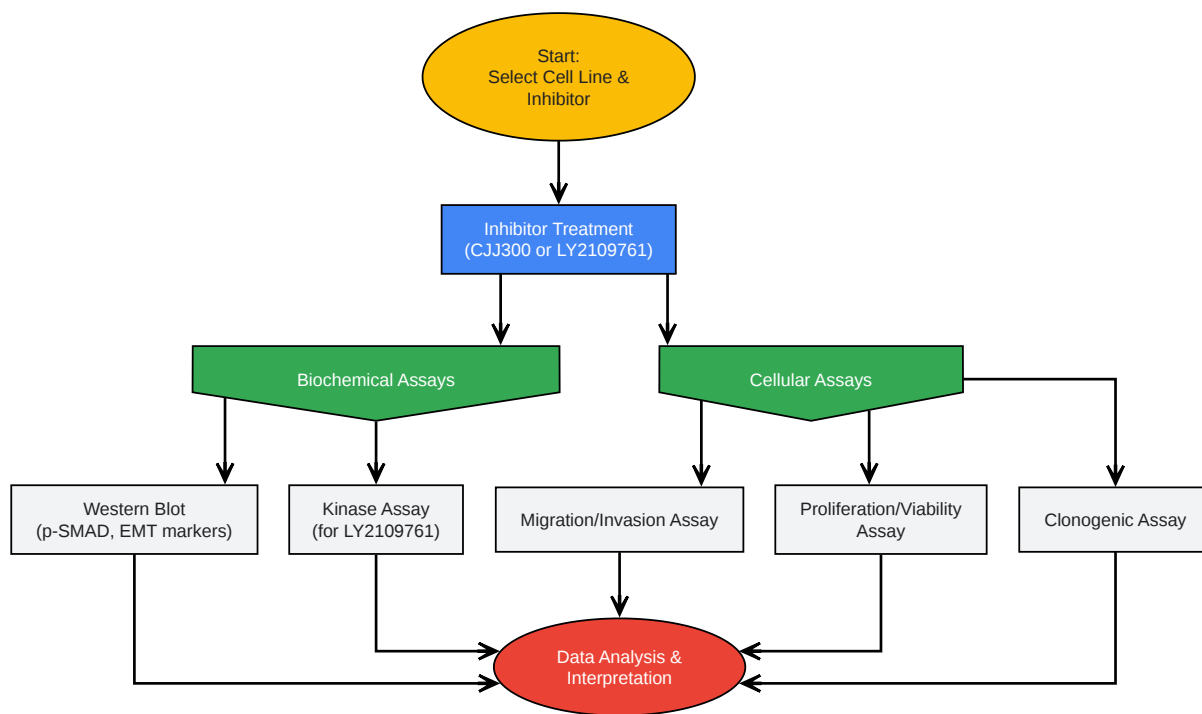 Start:
Select Cell Line &
Inhibitor
Inhibitor Treatment
(CJJ300 or LY2109761)
Biochemical Assays
Cellular Assays
Western Blot
(p-SMAD, EMT markers)
Kinase Assay
(for LY2109761)
Migration/Invasion Assay
Proliferation/Viability
Assay
Clonogenic Assay
Data Analysis &
Interpretation